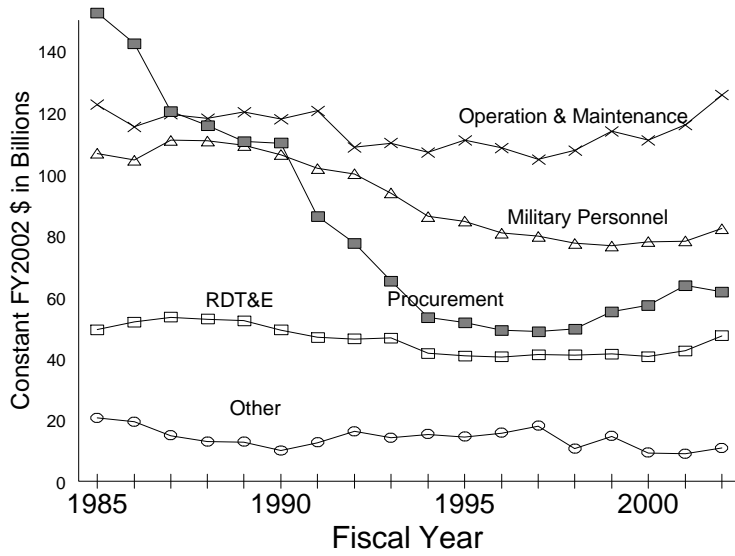 Constant FY2002 $ in Billions
140
120
100
80
60
40
20
0
Operation & Maintenance
Military Personnel
RDT&E
Procurement
Other
1985
1990
1995
2000
Fiscal Year